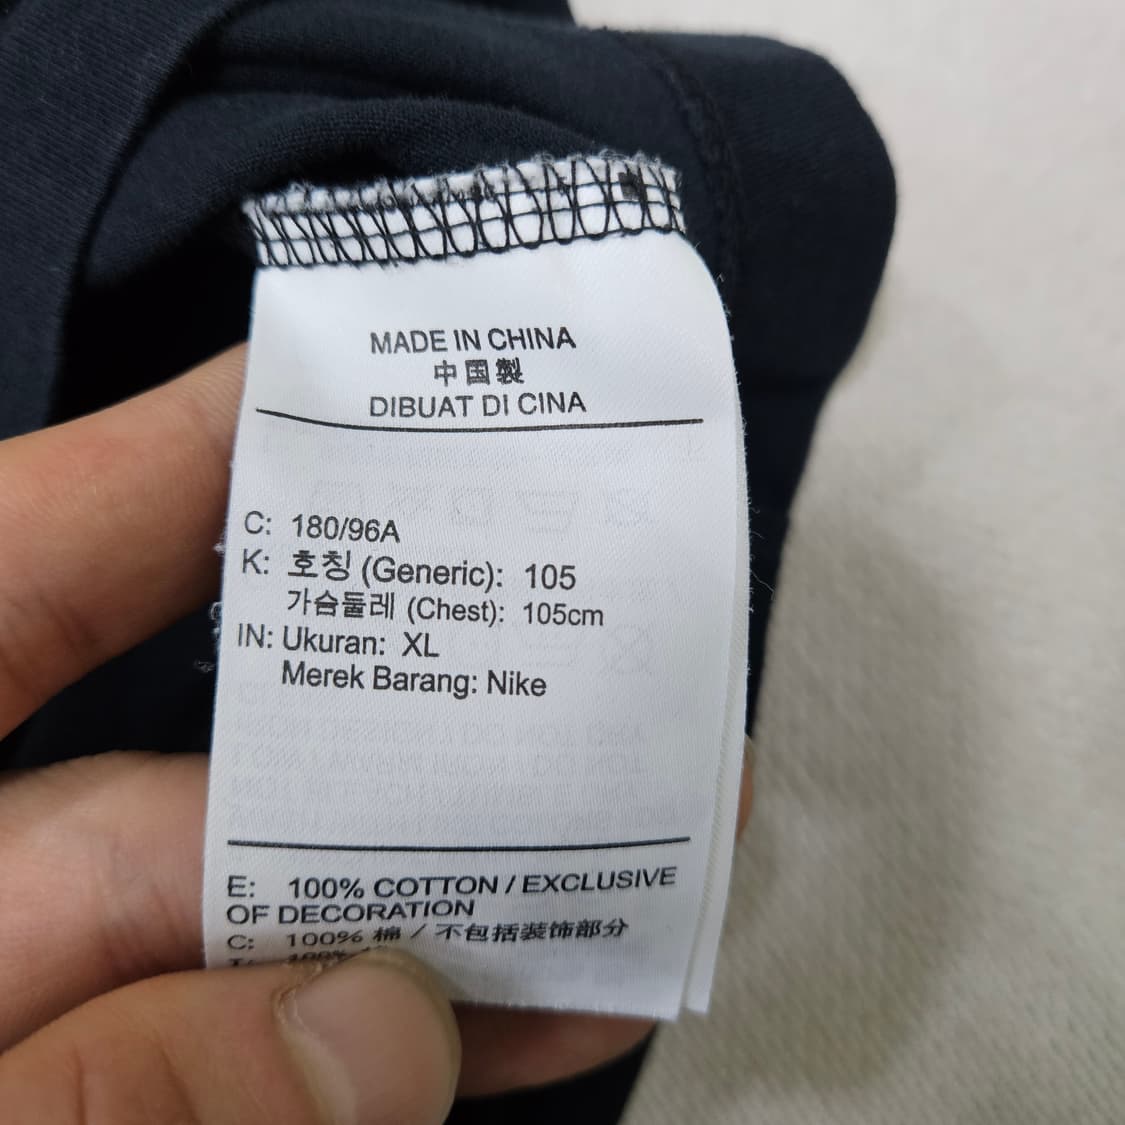 MADE IN CHINA
中国製
DIBUAT DI CINA
C: 180/96A
K: 호칭 (Generic): 105
가슴둘레 (Chest): 105cm
IN: Ukuran: XL
Merek Barang: Nike
E: 100% COTTON / EXCLUSIVE
OF DECORATION
C: 100% 棉 / 不包括装饰部分
100%